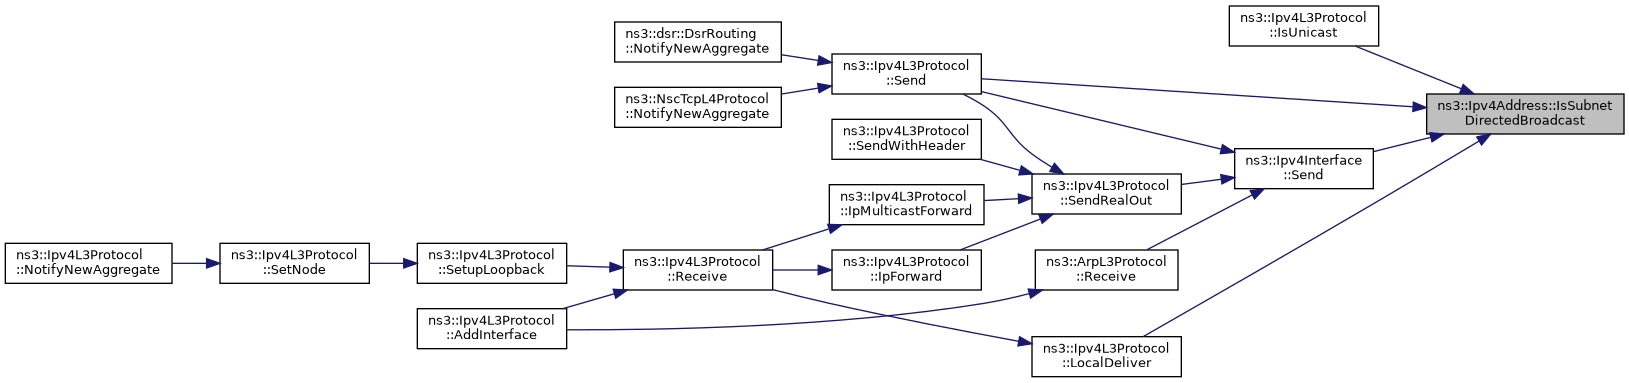 ns3::Ipv4L3Protocol
::IsUnicast
ns3::dsr::DsrRouting
::NotifyNewAggregate
ns3::Ipv4L3Protocol
::Send
ns3::NscTcpL4Protocol
::NotifyNewAggregate
ns3::Ipv4Address::IsSubnet
DirectedBroadcast
ns3::Ipv4L3Protocol
::SendWithHeader
ns3::Ipv4Interface
::Send
ns3::Ipv4L3Protocol
::SendRealOut
ns3::Ipv4L3Protocol
::IpMulticastForward
ns3::Ipv4L3Protocol
::NotifyNewAggregate
ns3::Ipv4L3Protocol
::SetNode
ns3::Ipv4L3Protocol
::SetupLoopback
ns3::Ipv4L3Protocol
::Receive
ns3::Ipv4L3Protocol
::IpForward
ns3::ArpL3Protocol
::Receive
ns3::Ipv4L3Protocol
::AddInterface
ns3::Ipv4L3Protocol
::LocalDeliver